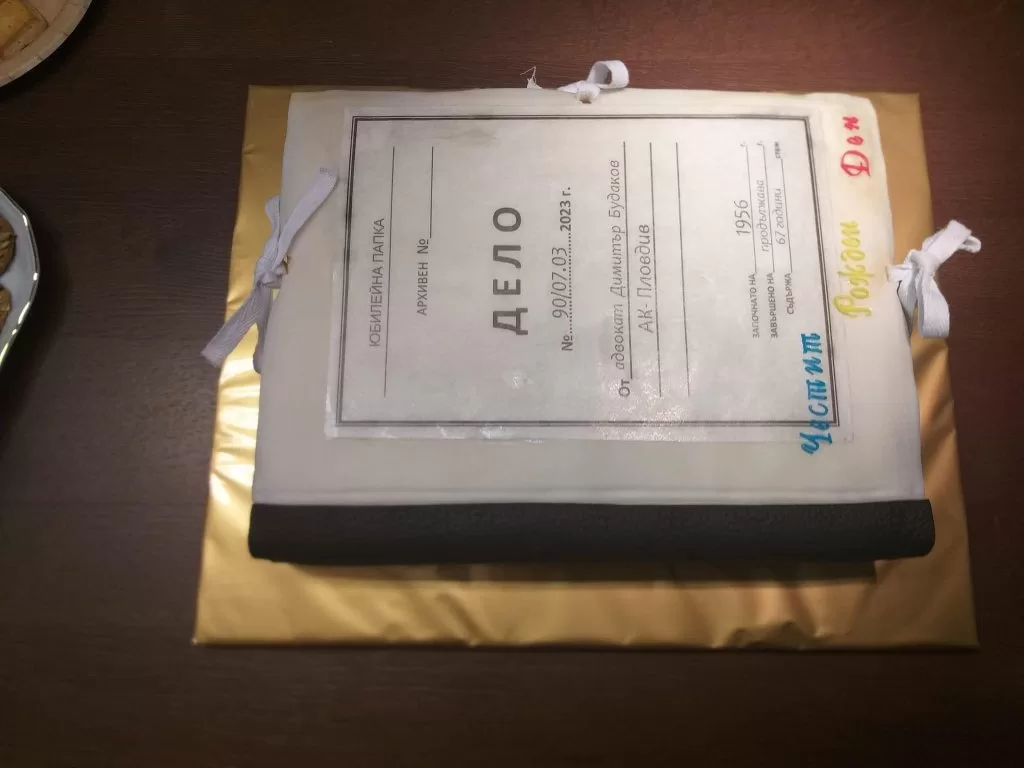 ЮБИЛЕЙНА ПАПКА
АРХИВЕН №
ДЕЛО
№ 90/07.03 2023 г.
От адвокат Димитър Будаков
АК Пловдив
ЗАПОЧНАТО НА 1956 г.
ЗАВЪРШЕНО НА продължава г.
СЪДЪРЖА 67 години стаж
Честит
Рожден
Ден